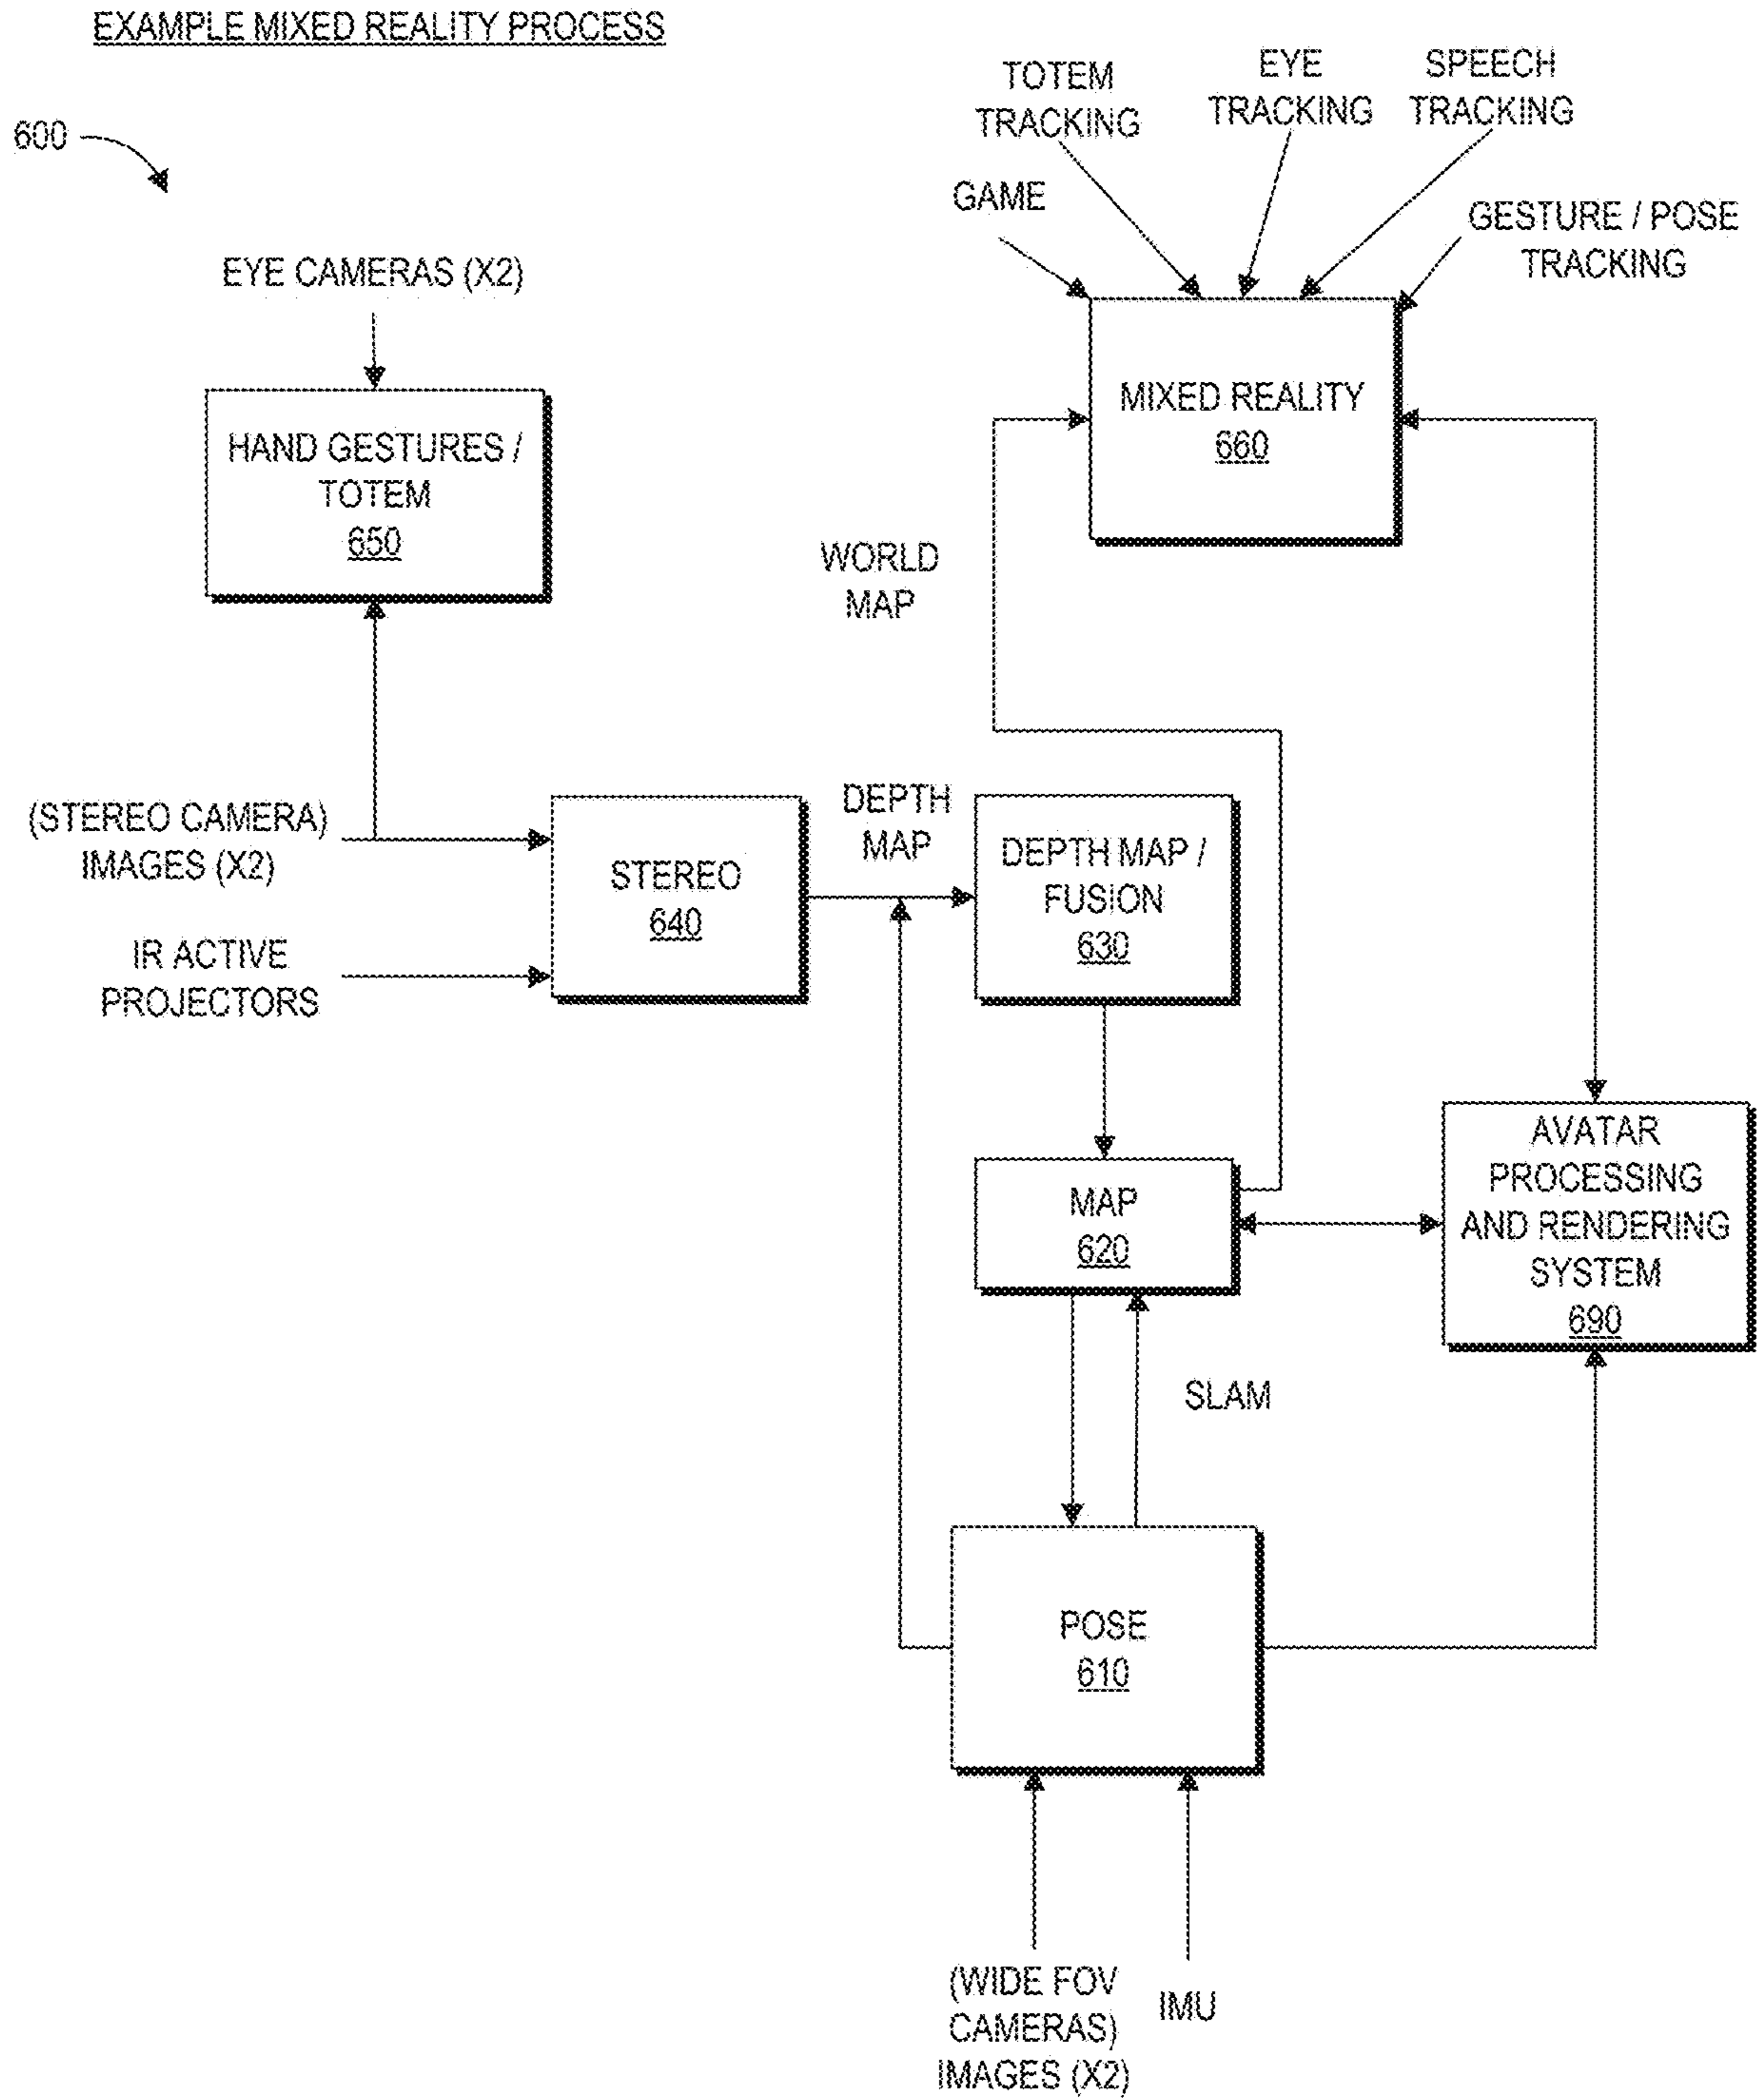 EXAMPLE MIXED REALITY PROCESS
600
TOTEM
TRACKING
EYE
TRACKING
SPEECH
TRACKING
GAME
GESTURE / POSE
TRACKING
EYE CAMERAS (X2)
HAND GESTURES /
TOTEM
650
MIXED REALITY
660
WORLD
MAP
(STEREO CAMERA)
IMAGES (X2)
IR ACTIVE
PROJECTORS
STEREO
640
DEPTH
MAP
DEPTH MAP /
FUSION
630
MAP
620
AVATAR
PROCESSING
AND RENDERING
SYSTEM
690
SLAM
POSE
610
(WIDE FOV
CAMERAS)
IMAGES (X2)
IMU